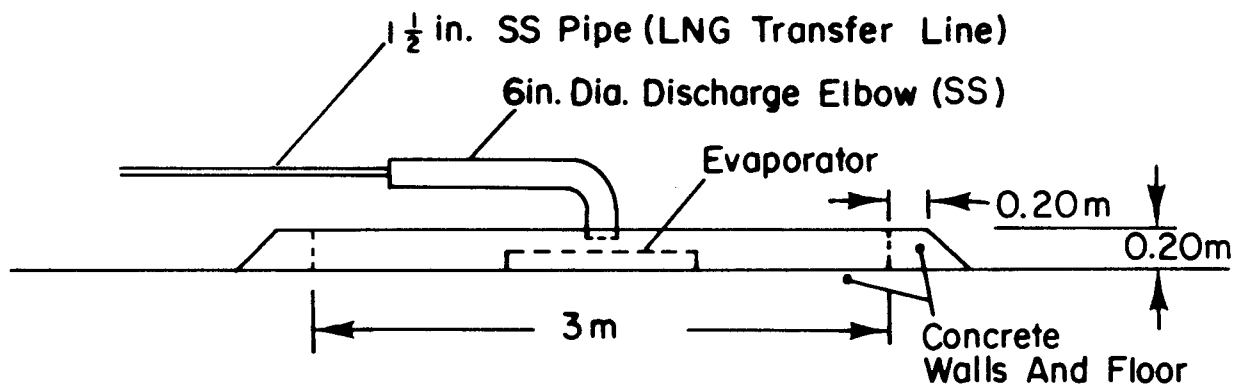 1 1/2 in. SS Pipe (LNG Transfer Line)
6in. Dia. Discharge Elbow (SS)
Evaporator
0.20m
0.20m
3m
Concrete
Walls And Floor